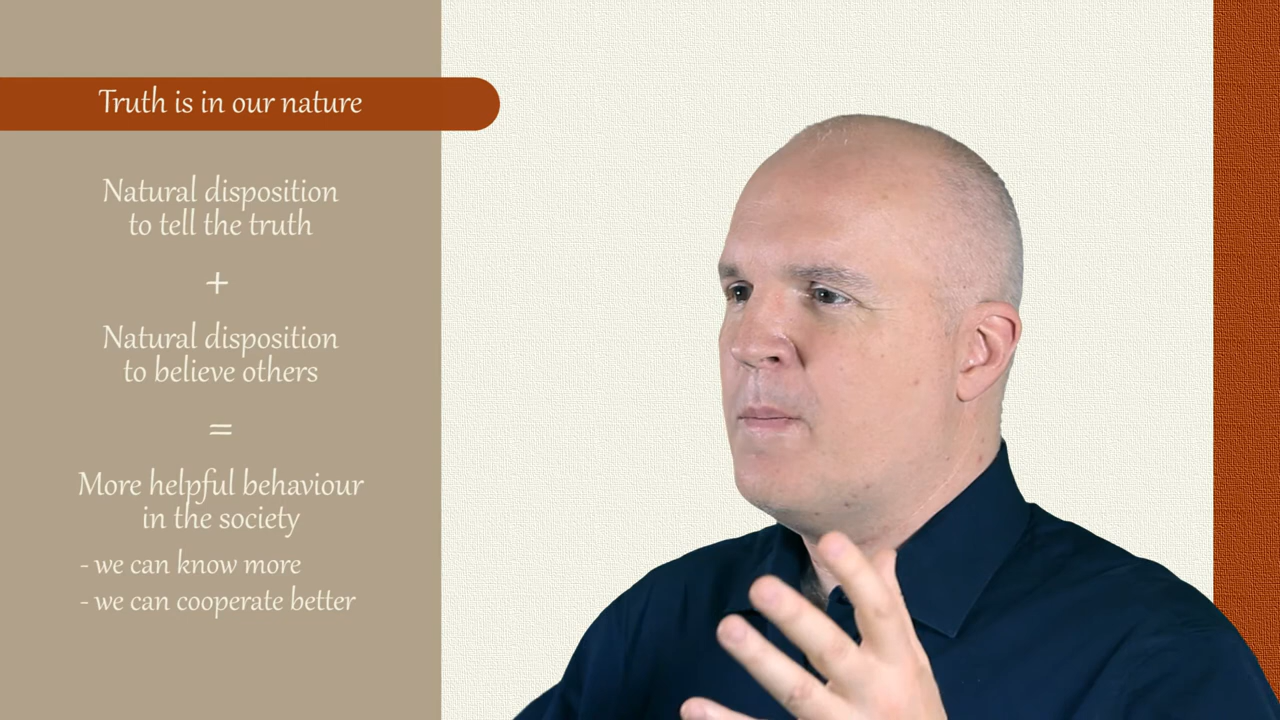 Truth is in our nature
Natural disposition
to tell the truth
+
Natural disposition
to believe others
=
More helpful behaviour
in the society
- we can know more
- we can cooperate better